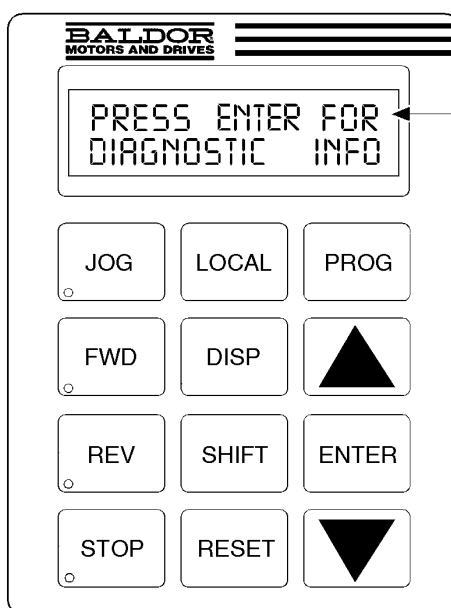 BALDOR
MOTORS AND DRIVES
PRESS ENTER FOR
DIAGNOSTIC INFO
JOG LOCAL PROG
FWD DISP
REV SHIFT ENTER
STOP RESET